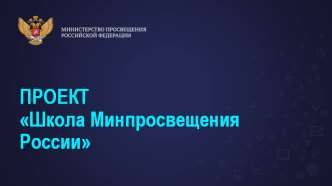 МИНИСТЕРСТВО ПРОСВЕЩЕНИЯ
РОССИЙСКОЙ ФЕДЕРАЦИИ
ПРОЕКТ
«Школа Минпросвещения
России»